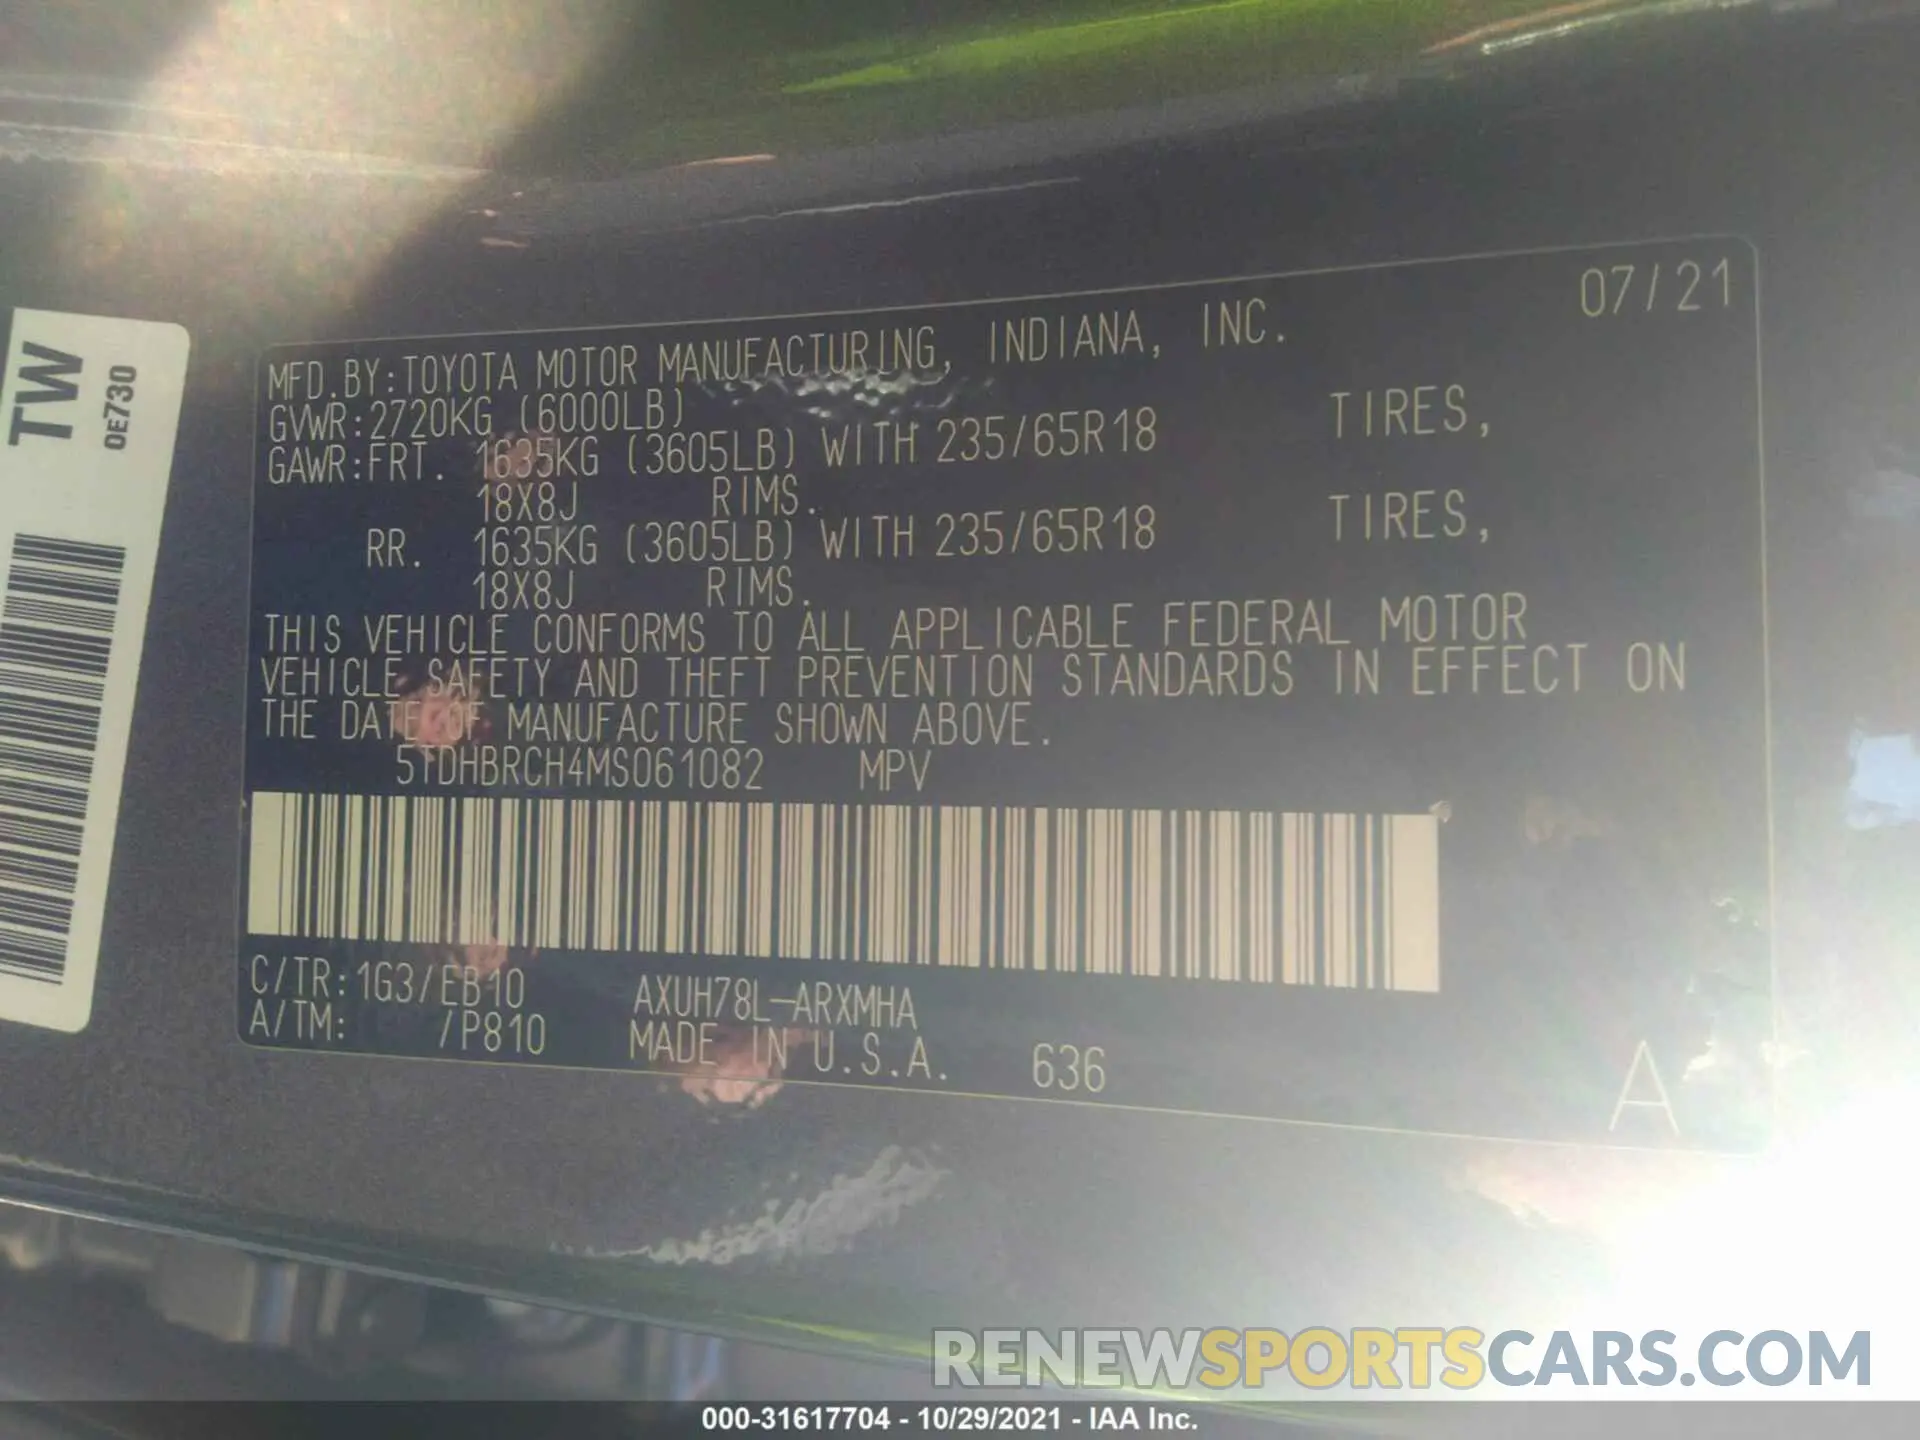 TW
0E730
07/21
MFD.BY:TOYOTA MOTOR MANUFACTURING, INDIANA, INC.
GVWR:2720KG (6000LB)
GAWR:FRT. 1635KG (3605LB) WITH 235/65R18 TIRES,
18X8J RIMS.
RR. 1635KG (3605LB) WITH 235/65R18 TIRES,
18X8J RIMS.
THIS VEHICLE CONFORMS TO ALL APPLICABLE FEDERAL MOTOR
VEHICLE SAFETY AND THEFT PREVENTION STANDARDS IN EFFECT ON
THE DATE OF MANUFACTURE SHOWN ABOVE.
5TDHBRCH4MS061082 MPV
C/TR:1G3/EB10 AXUH78L-ARXMHA
A/TM: /P810 MADE IN U.S.A. 636
A
RENEWSPORTSCARS.COM
000-31617704 - 10/29/2021 - IAA Inc.